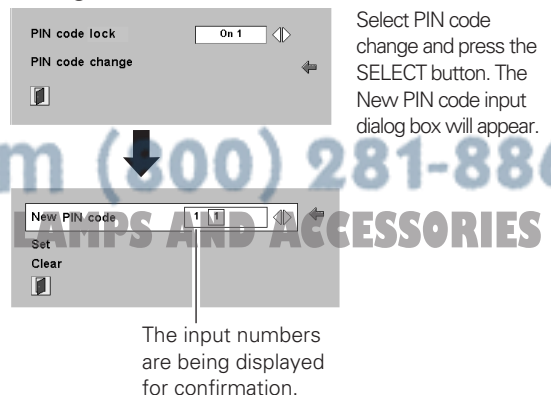 PIN code lock On 1
PIN code change
Select PIN code
change and press the
SELECT button. The
New PIN code input
dialog box will appear.
m (800) 281-886
New PIN code 1 1
LAMPS AND ACCESSORIES
Set
Clear
The input numbers
are being displayed
for confirmation.